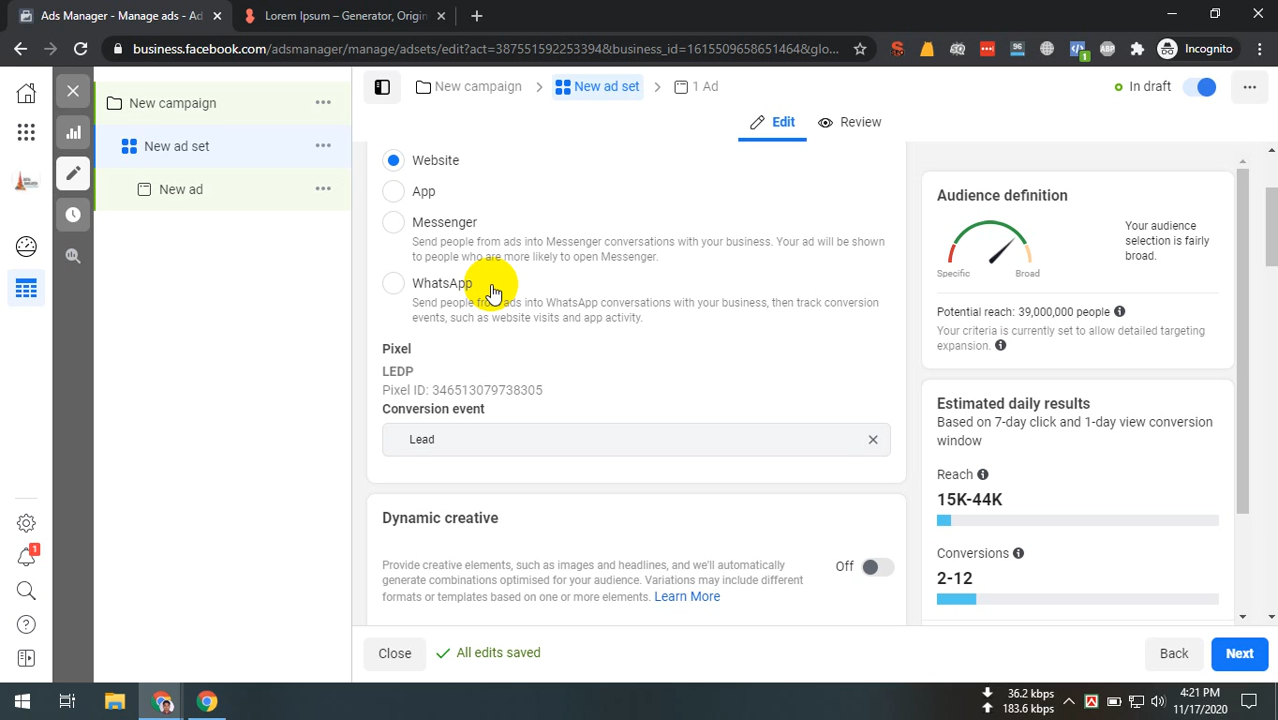 Ads Manager - Manage ads - Ad
Lorem Ipsum – Generator, Origin
business.facebook.com/adsmanager/manage/adsets/edit?act=387551592253394&business_id=1615509658651464&glo...
96
1
ABP
Incognito
New campaign
New ad set
New ad
New campaign
New ad set
1 Ad
In draft
Edit
Review
Website
App
Messenger
Send people from ads into Messenger conversations with your business. Your ad will be shown
to people who are more likely to open Messenger.
WhatsApp
Send people from ads into WhatsApp conversations with your business, then track conversion
events, such as website visits and app activity.
Pixel
LEDP
Pixel ID: 346513079738305
Conversion event
Lead
Dynamic creative
Provide creative elements, such as images and headlines, and we'll automatically
generate combinations optimised for your audience. Variations may include different
formats or templates based on one or more elements. Learn More
Off
Audience definition
Your audience
selection is fairly
broad.
Specific
Broad
Potential reach: 39,000,000 people
Your criteria is currently set to allow detailed targeting
expansion.
Estimated daily results
Based on 7-day click and 1-day view conversion
window
Reach
15K-44K
Conversions
2-12
1
Close
All edits saved
Back
Next
36.2 kbps
183.6 kbps
4:21 PM
11/17/2020